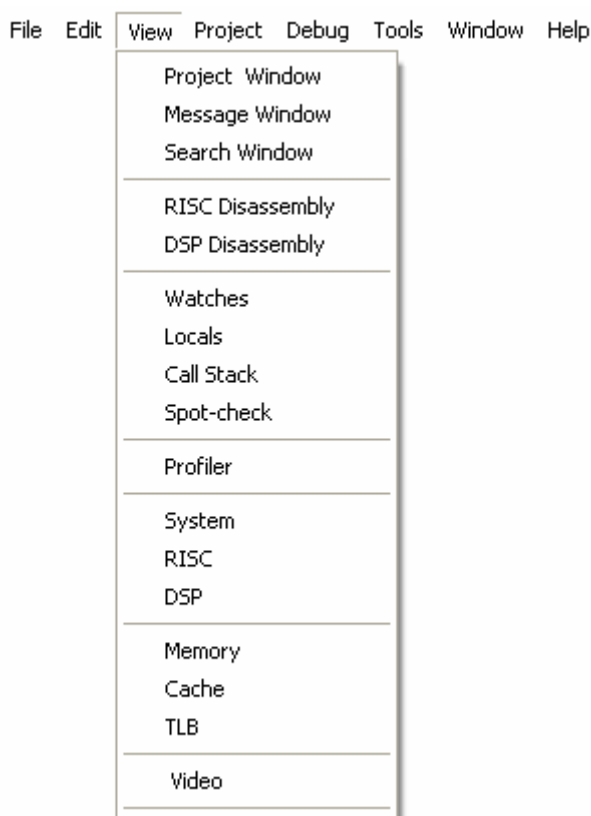 File Edit View Project Debug Tools Window Help
Project Window
Message Window
Search Window
RISC Disassembly
DSP Disassembly
Watches
Locals
Call Stack
Spot-check
Profiler
System
RISC
DSP
Memory
Cache
TLB
Video